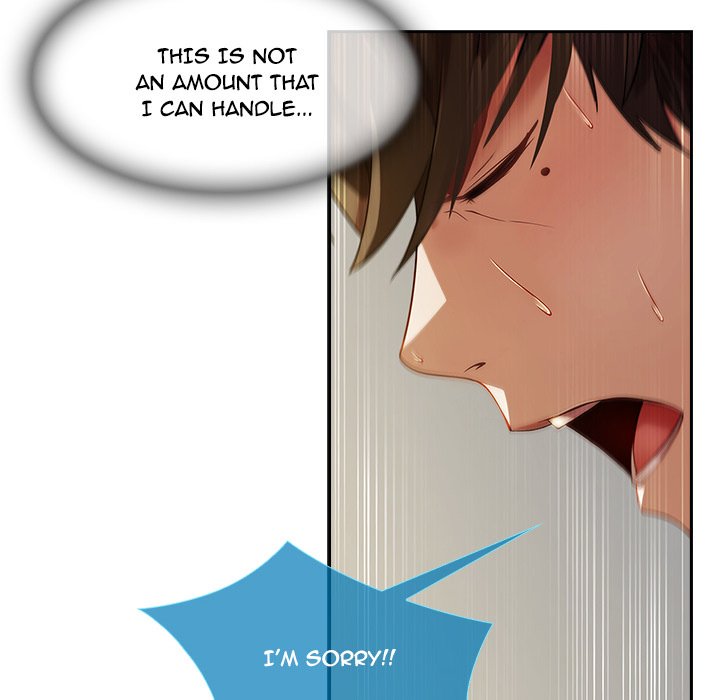 THIS IS NOT
AN AMOUNT THAT
I CAN HANDLE...
I'M SORRY!!